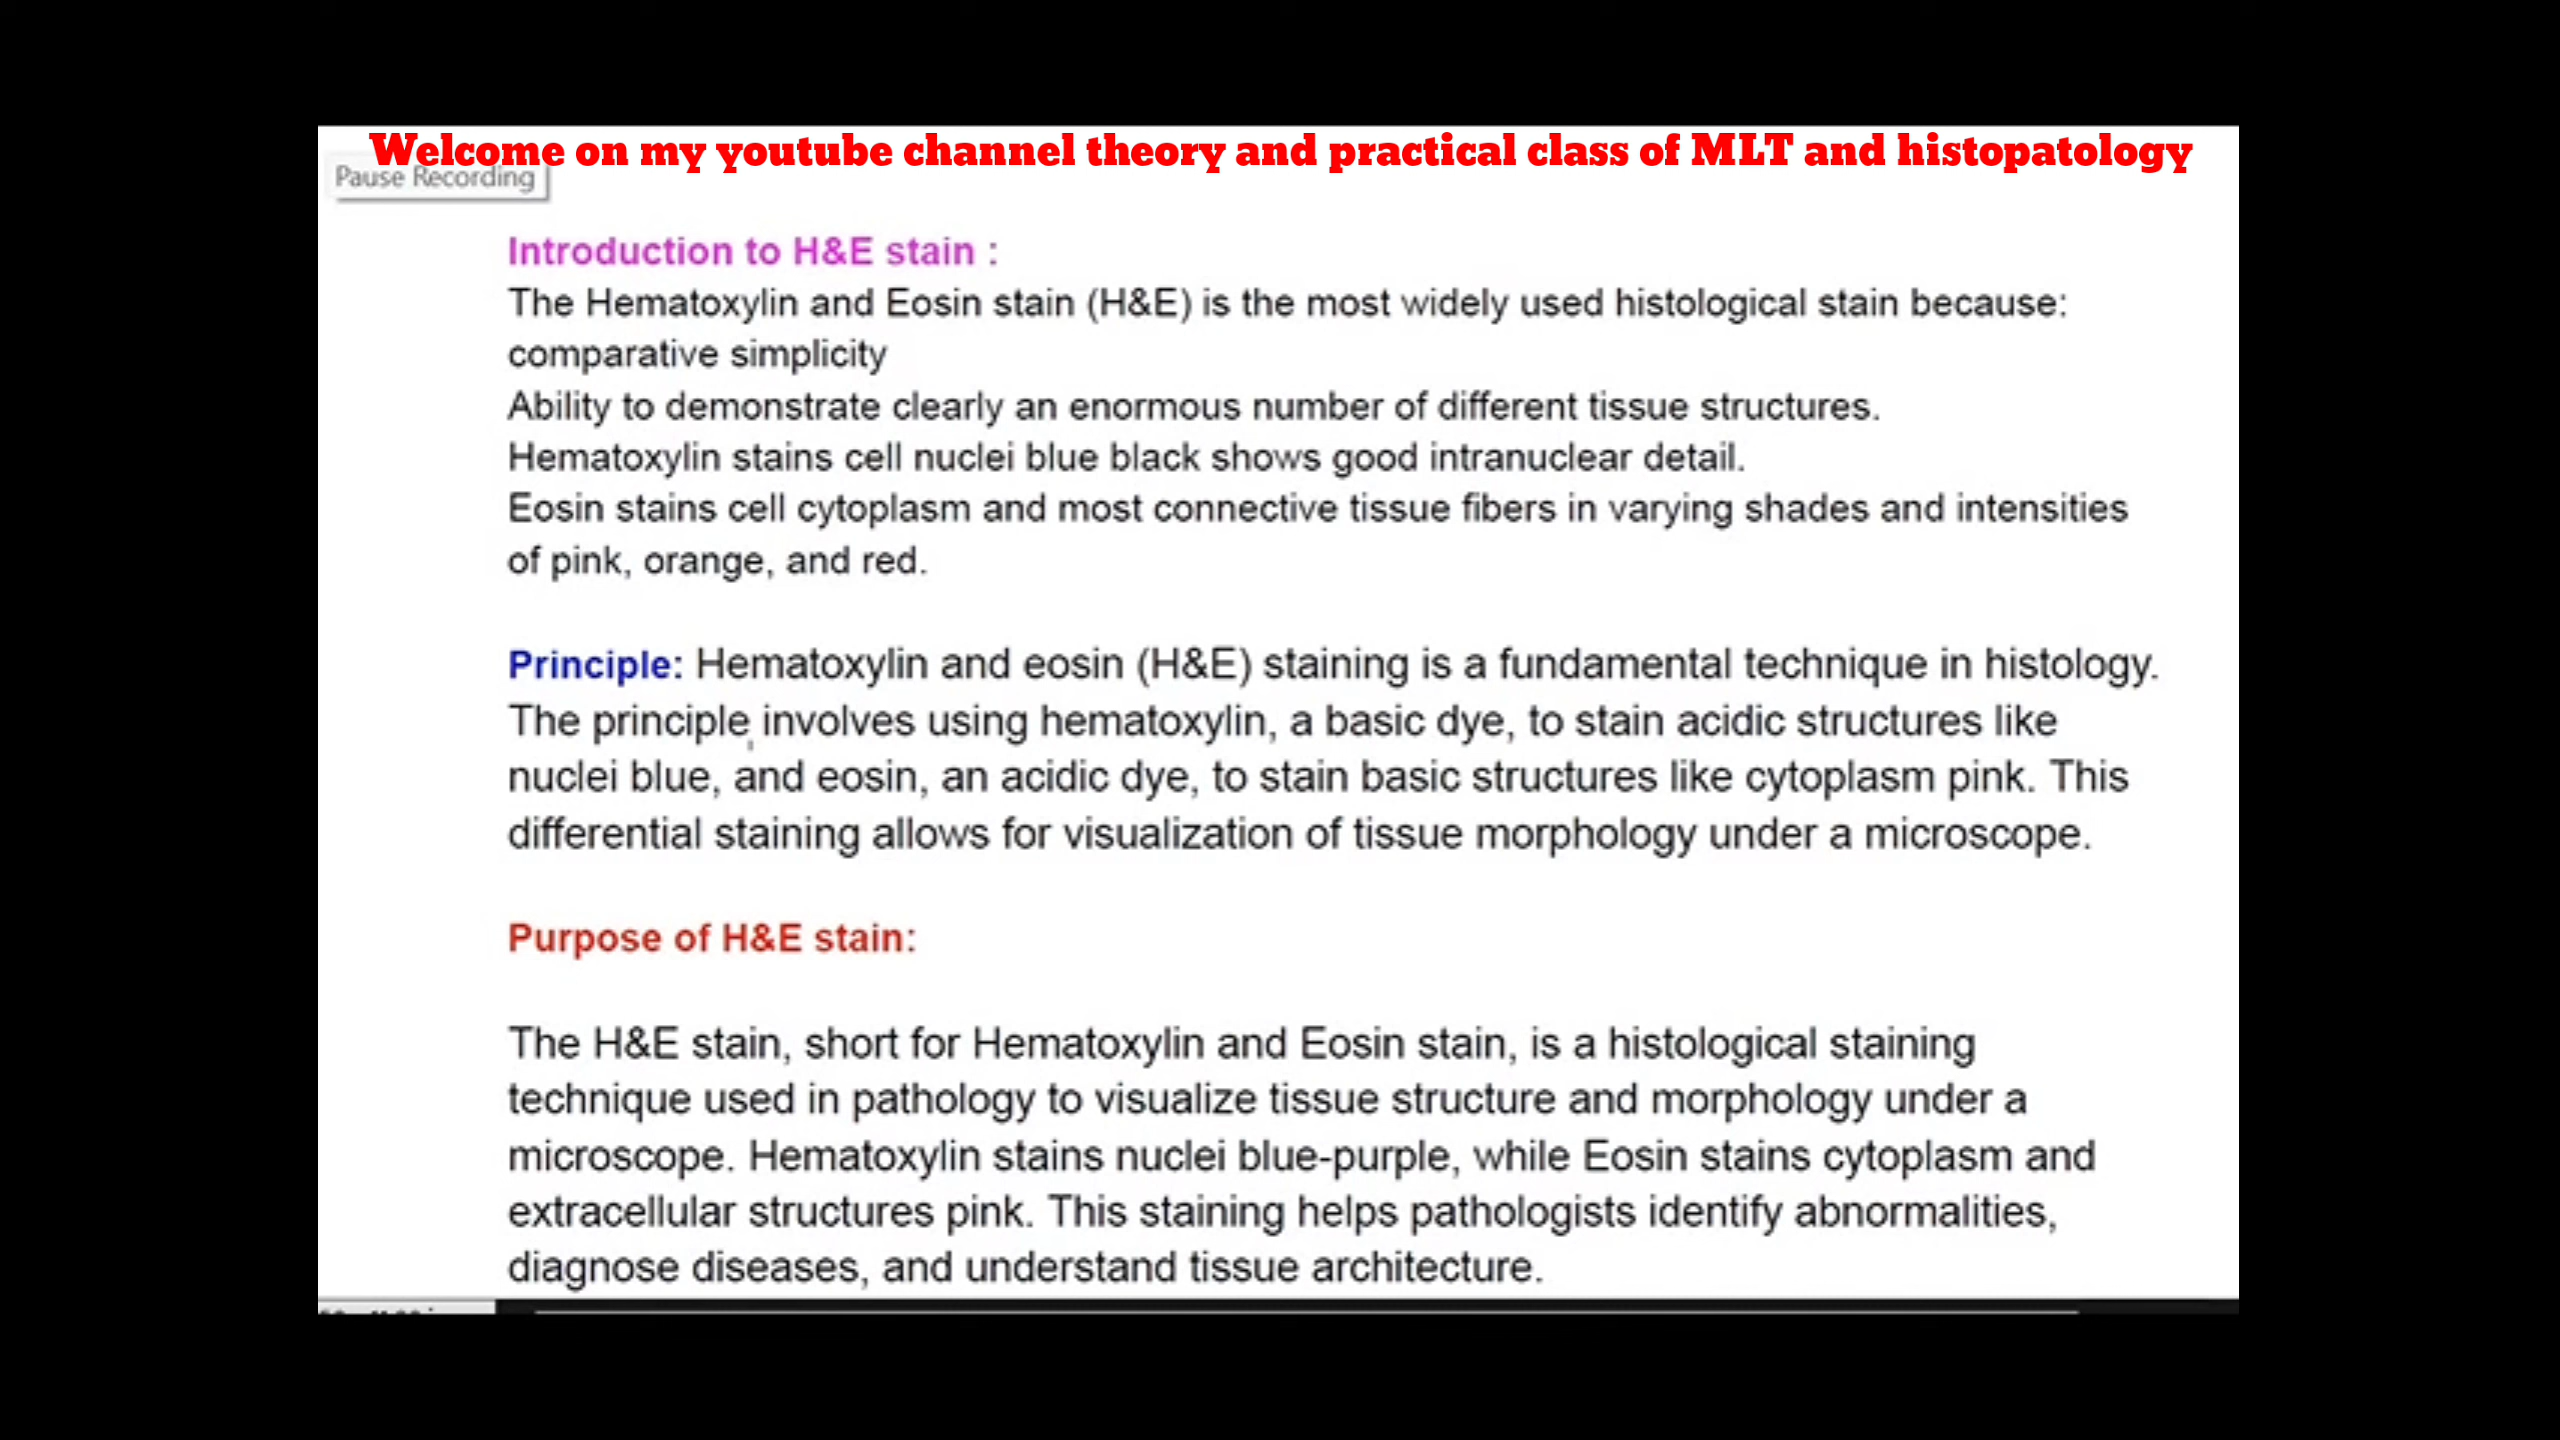 Welcome on my youtube channel theory and practical class of MLT and histopatology
Pause Recording
Introduction to H&E stain :
The Hematoxylin and Eosin stain (H&E) is the most widely used histological stain because:
comparative simplicity
Ability to demonstrate clearly an enormous number of different tissue structures.
Hematoxylin stains cell nuclei blue black shows good intranuclear detail.
Eosin stains cell cytoplasm and most connective tissue fibers in varying shades and intensities
of pink, orange, and red.
Principle: Hematoxylin and eosin (H&E) staining is a fundamental technique in histology.
The principle involves using hematoxylin, a basic dye, to stain acidic structures like
nuclei blue, and eosin, an acidic dye, to stain basic structures like cytoplasm pink. This
differential staining allows for visualization of tissue morphology under a microscope.
Purpose of H&E stain:
The H&E stain, short for Hematoxylin and Eosin stain, is a histological staining
technique used in pathology to visualize tissue structure and morphology under a
microscope. Hematoxylin stains nuclei blue-purple, while Eosin stains cytoplasm and
extracellular structures pink. This staining helps pathologists identify abnormalities,
diagnose diseases, and understand tissue architecture.